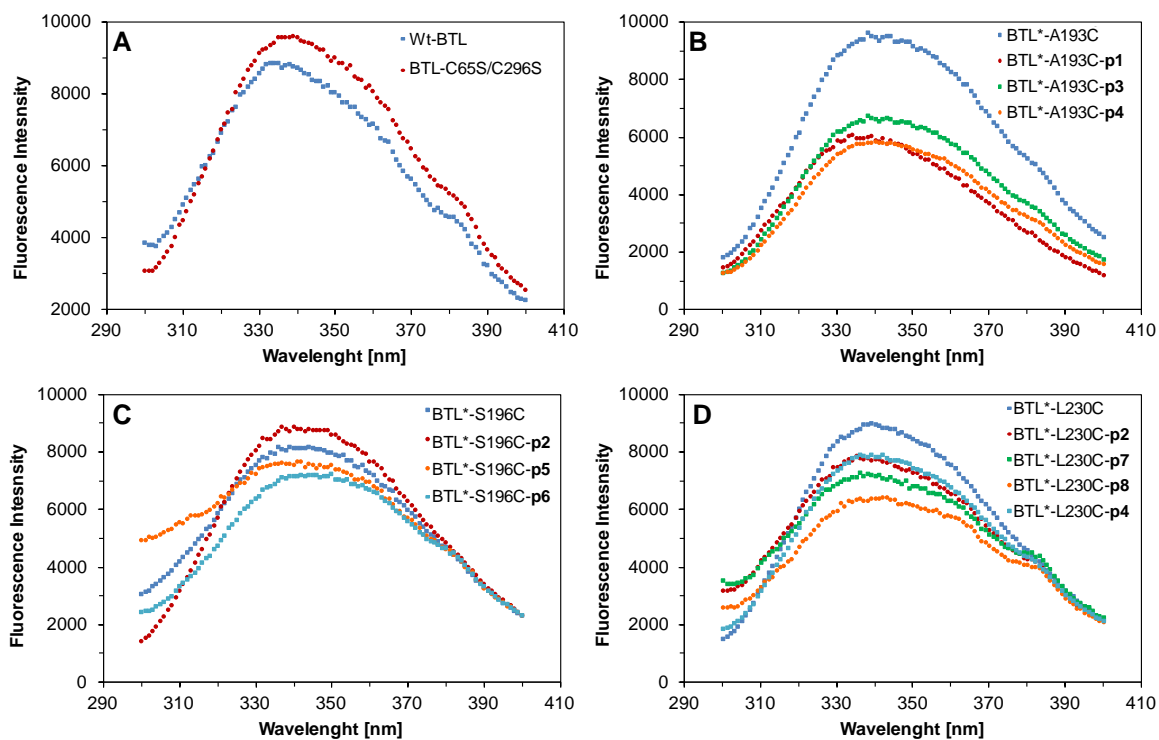 A
Wt-BTL
BTL-C65S/C296S
10000
8000
6000
4000
2000
290 310 330 350 370 390 410
Fluorescence Intesnsity
Wavelenght [nm]
B
BTL*-A193C
BTL*-A193C-p1
BTL*-A193C-p3
BTL*-A193C-p4
10000
8000
6000
4000
2000
0
290 310 330 350 370 390 410
Fluorescence Intesnsity
Wavelenght [nm]
C
BTL*-S196C
BTL*-S196C-p2
BTL*-S196C-p5
BTL*-S196C-p6
10000
8000
6000
4000
2000
0
290 310 330 350 370 390 410
Fluorescence Intesnsity
Wavelenght [nm]
D
BTL*-L230C
BTL*-L230C-p2
BTL*-L230C-p7
BTL*-L230C-p8
BTL*-L230C-p4
10000
8000
6000
4000
2000
0
290 310 330 350 370 390 410
Fluorescence Intesnsity
Wavelenght [nm]